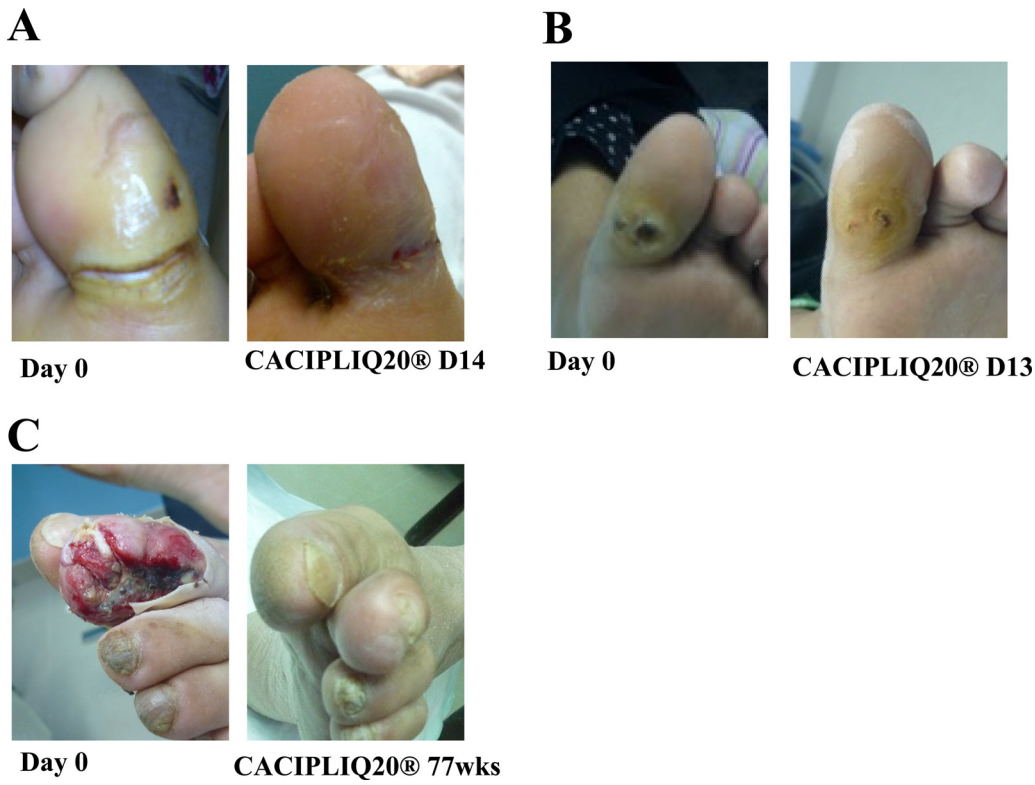 A
B
Day 0
CACIPLIQ20® D14
Day 0
CACIPLIQ20® D13
C
Day 0
CACIPLIQ20® 77wks